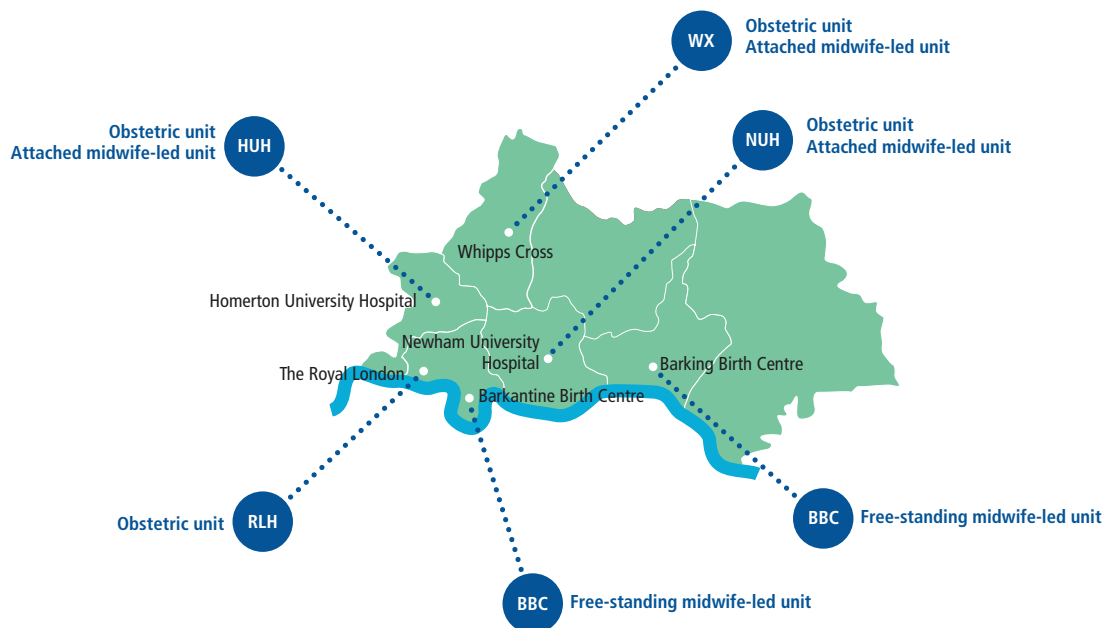 WX
Obstetric unit
Attached midwife-led unit
HUH
Obstetric unit
Attached midwife-led unit
NUH
Obstetric unit
Attached midwife-led unit
Whipps Cross
Homerton University Hospital
Newham University
Hospital
The Royal London
Barking Birth Centre
Barkantine Birth Centre
Obstetric unit
RLH
BBC
Free-standing midwife-led unit
BBC
Free-standing midwife-led unit